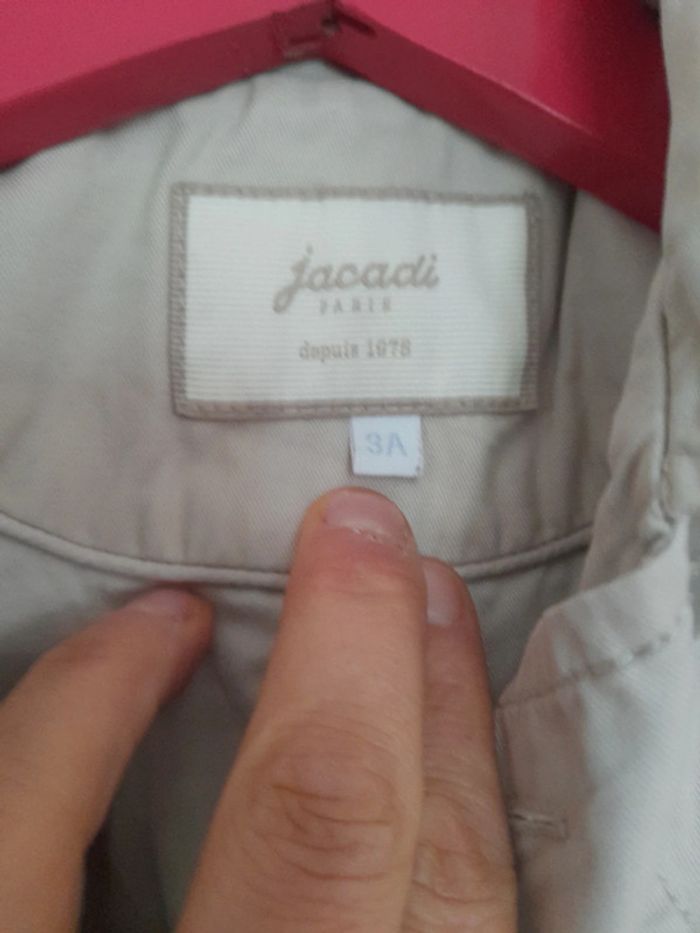 jacadi
PARIS
depuis 1976
3A